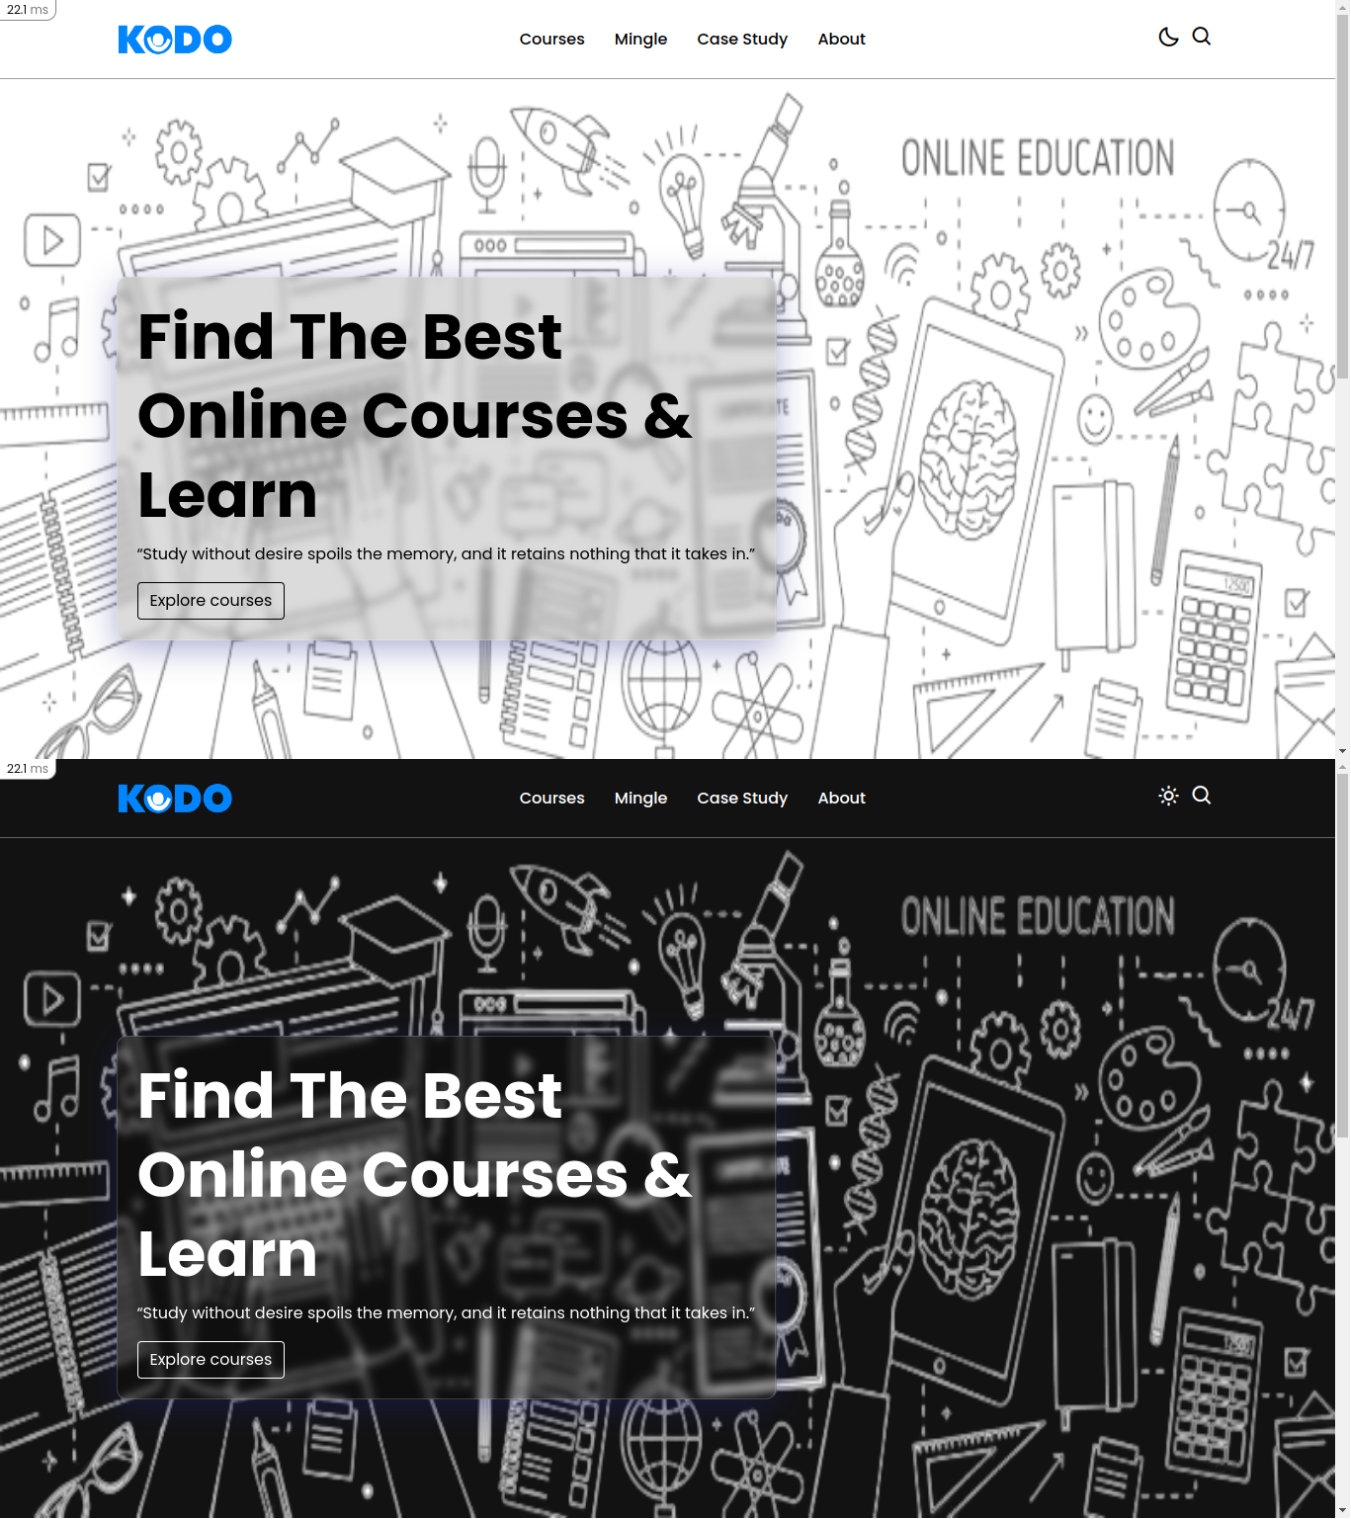 22.1 ms
KODO
Courses Mingle Case Study About
ONLINE EDUCATION
24/7
Find The Best
Online Courses &
Learn
“Study without desire spoils the memory, and it retains nothing that it takes in.”
Explore courses
12500
22.1 ms
KODO
Courses Mingle Case Study About
ONLINE EDUCATION
24/7
Find The Best
Online Courses &
Learn
“Study without desire spoils the memory, and it retains nothing that it takes in.”
Explore courses